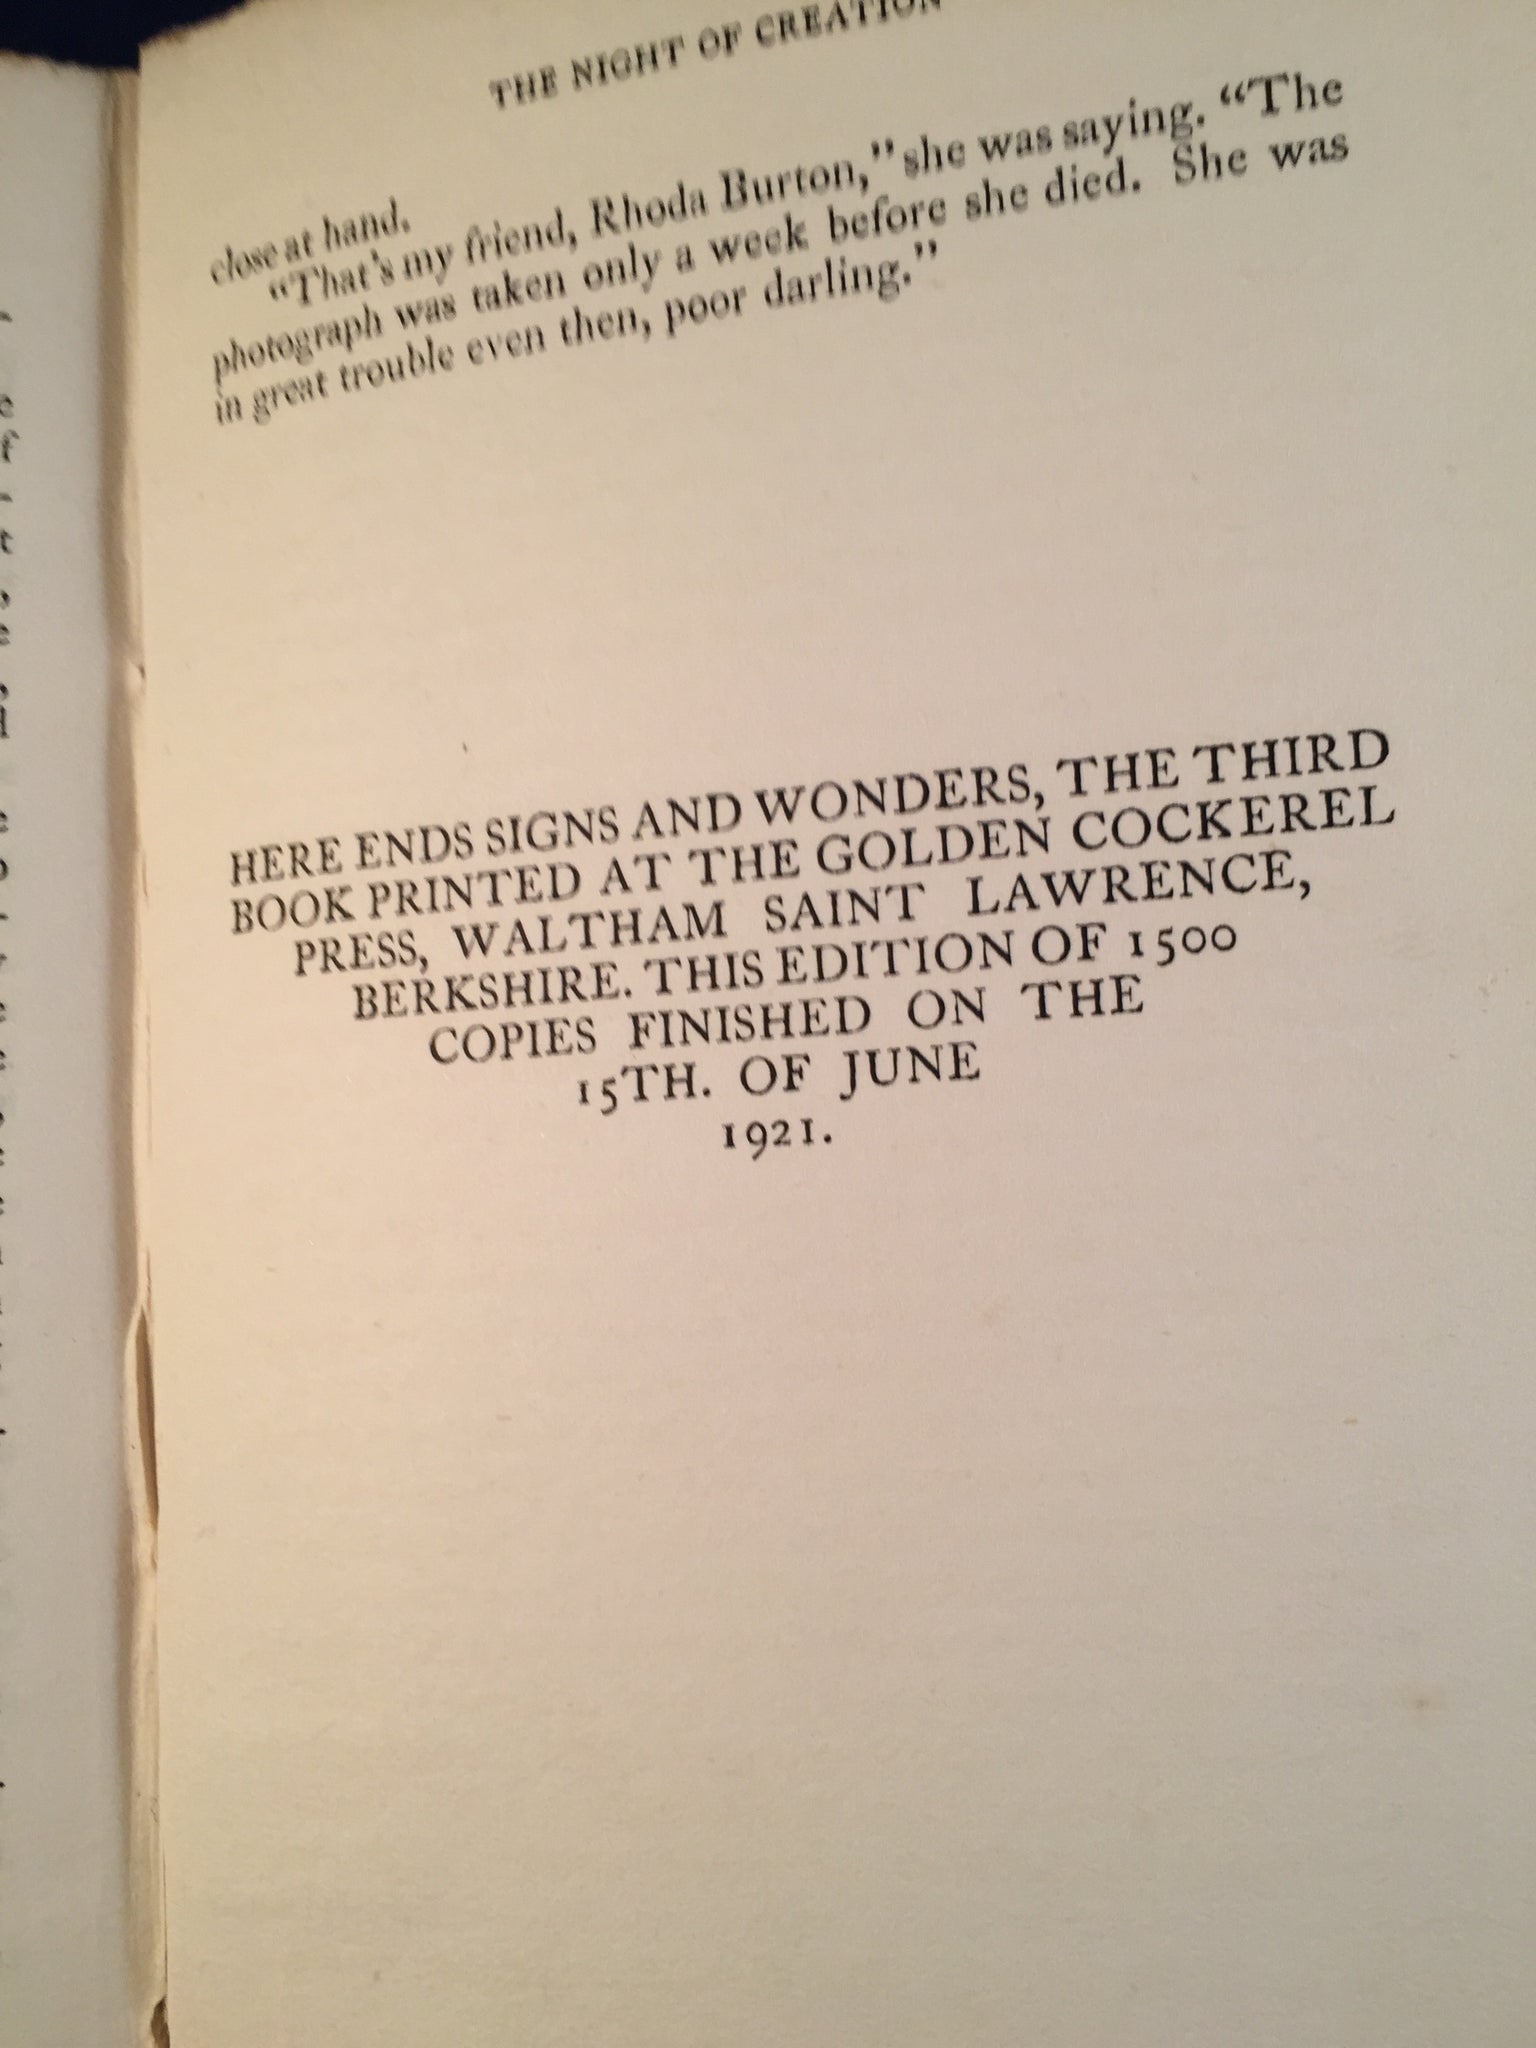 THE NIGHT OF CREATION
close at hand.
"That's my friend, Rhoda Burton," she was saying. "The
photograph was taken only a week before she died. She was
in great trouble even then, poor darling."
HERE ENDS SIGNS AND WONDERS, THE THIRD
BOOK PRINTED AT THE GOLDEN COCKEREL
PRESS, WALTHAM SAINT LAWRENCE,
BERKSHIRE. THIS EDITION OF 1500
COPIES FINISHED ON THE
15TH. OF JUNE
1921.